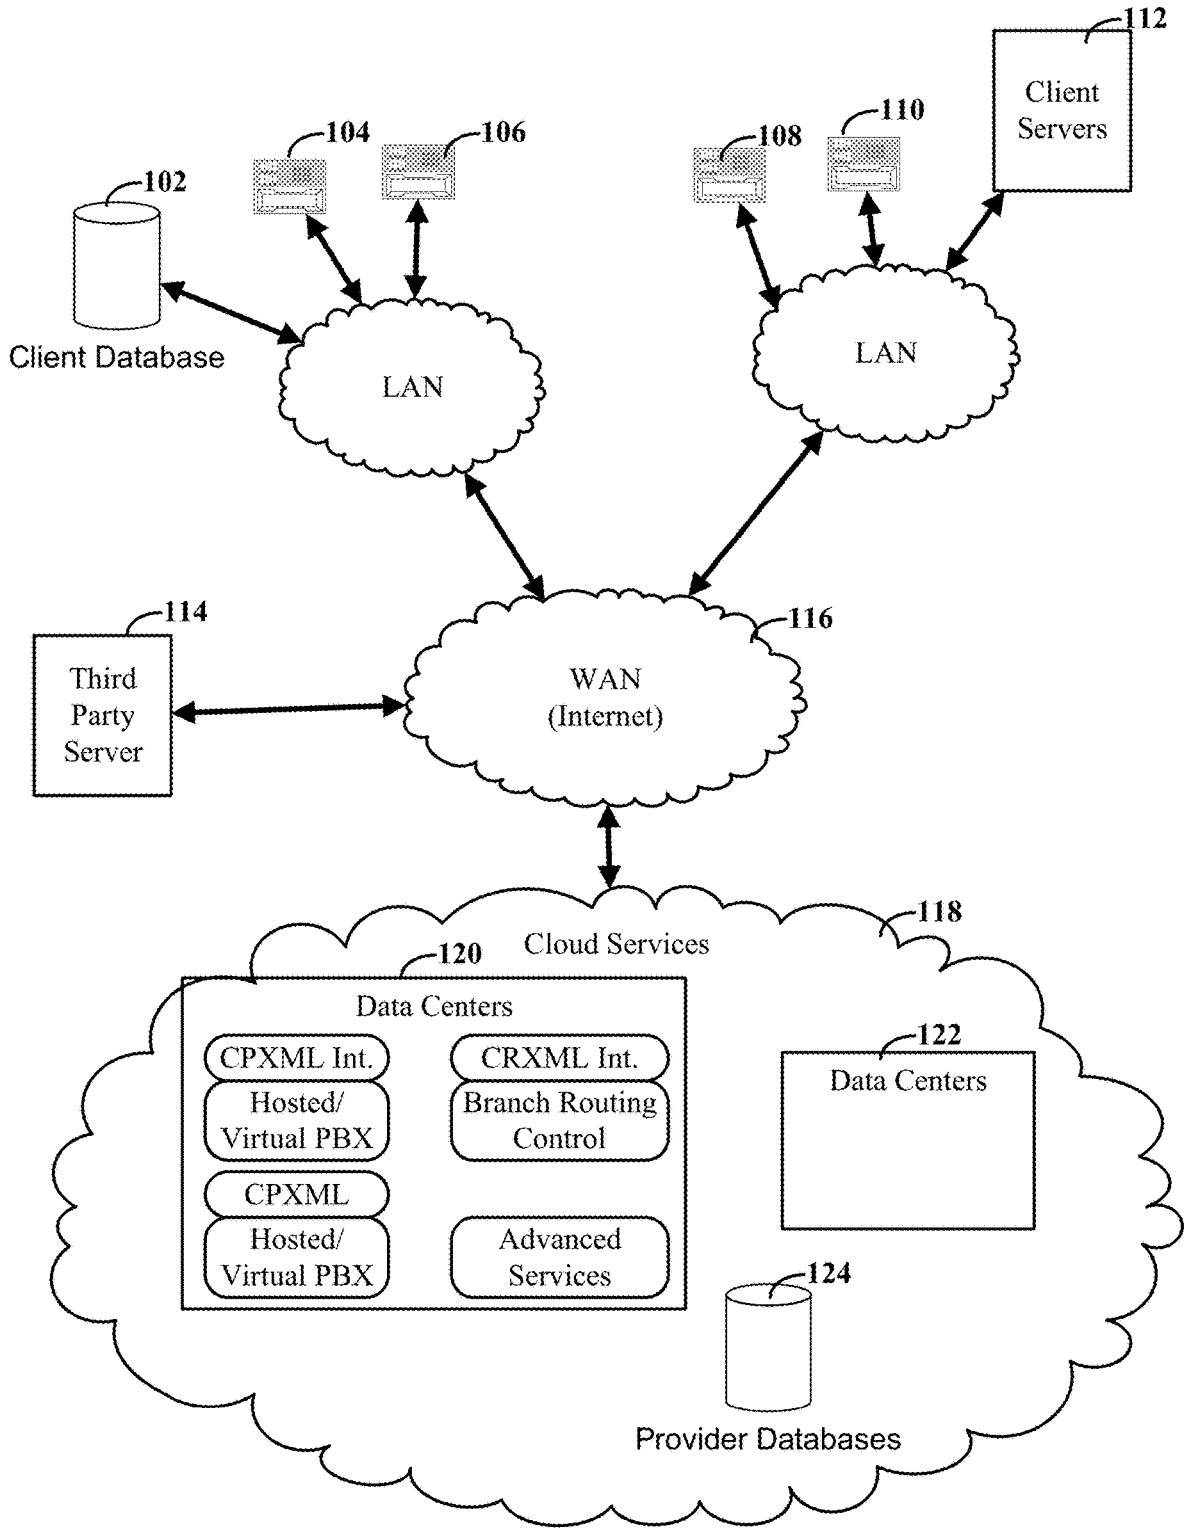 112
Client
Servers
104
106
108
110
102
Client Database
LAN
LAN
114
Third
Party
Server
116
WAN
(Internet)
118
Cloud Services
120
Data Centers
CPXML Int.
Hosted/
Virtual PBX
CRXML Int.
Branch Routing
Control
CPXML
Hosted/
Virtual PBX
Advanced
Services
122
Data Centers
124
Provider Databases